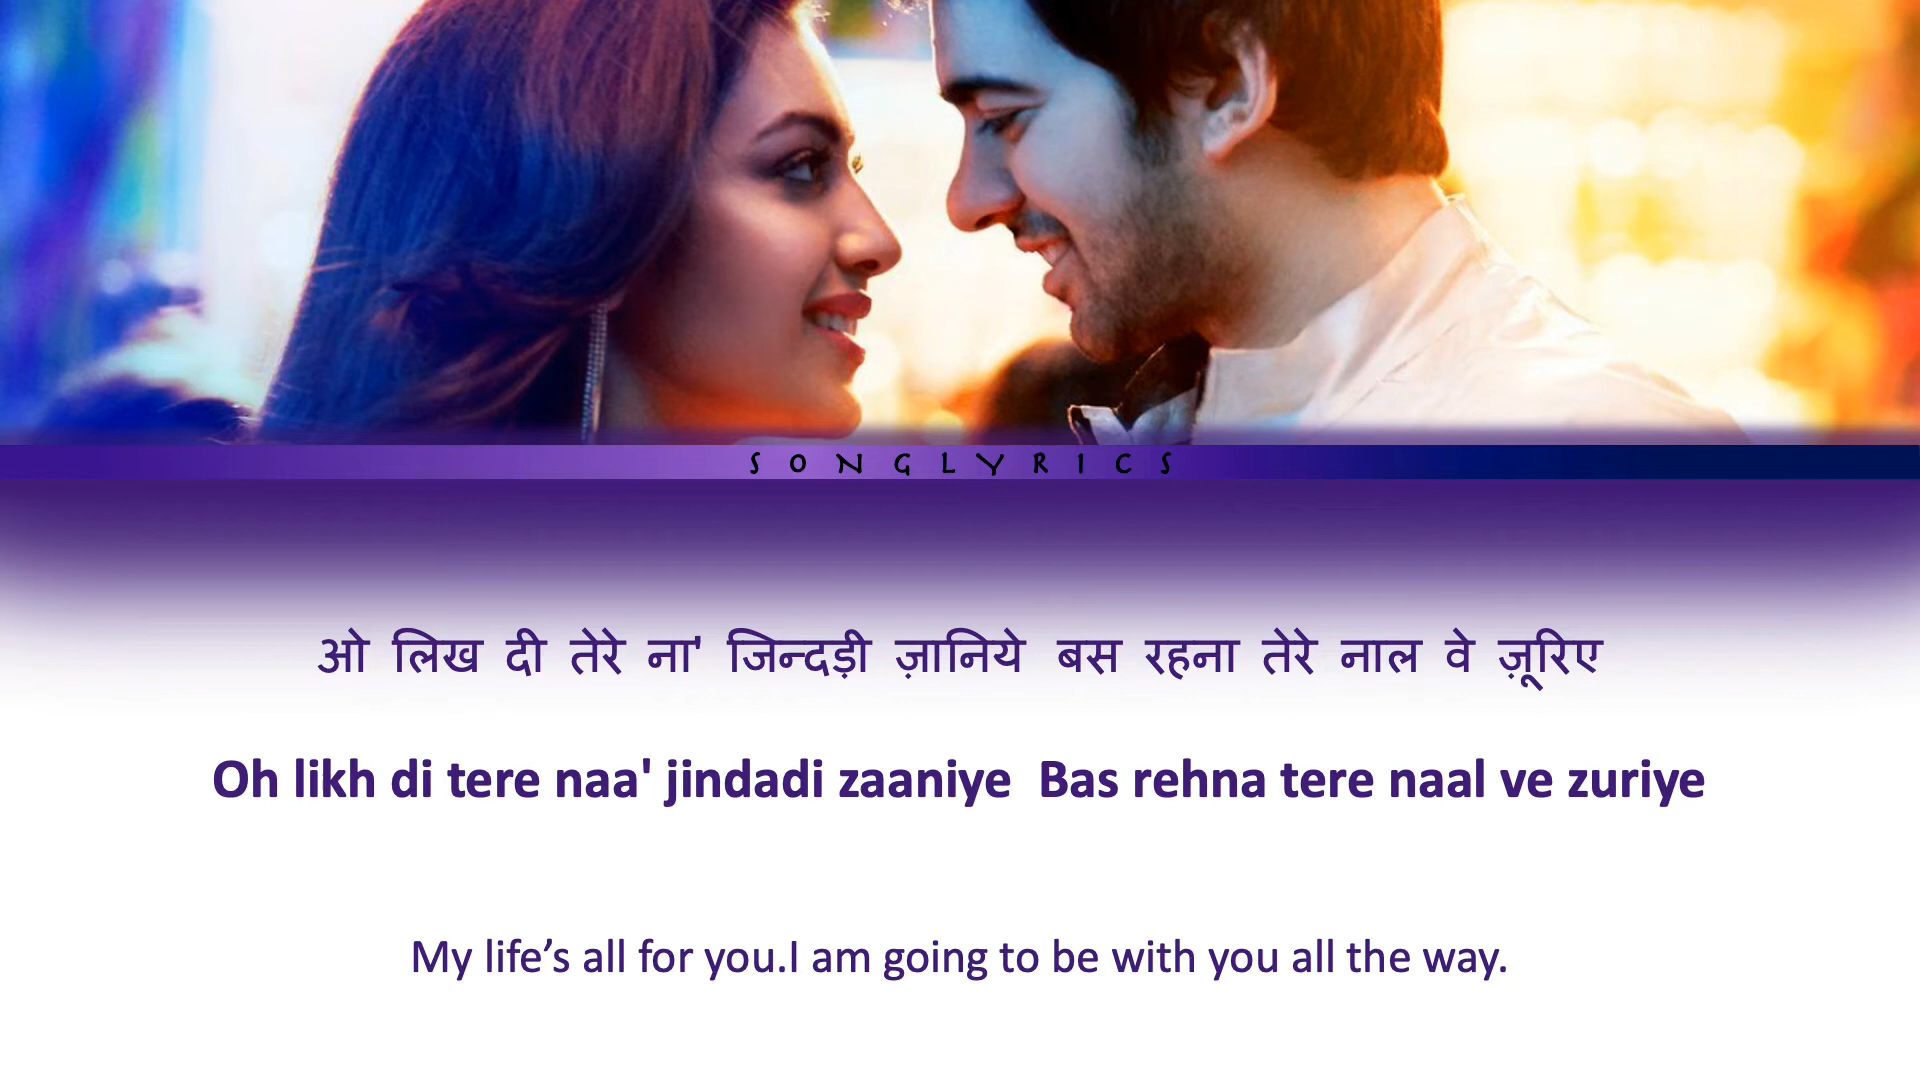 SONGLYRICS
ओ लिख दी तेरे ना' जिन्दड़ी ज़ानिये बस रहना तेरे नाल वे ज़ूरिए
Oh likh di tere naa' jindadi zaaniye Bas rehna tere naal ve zuriye
My life’s all for you.I am going to be with you all the way.